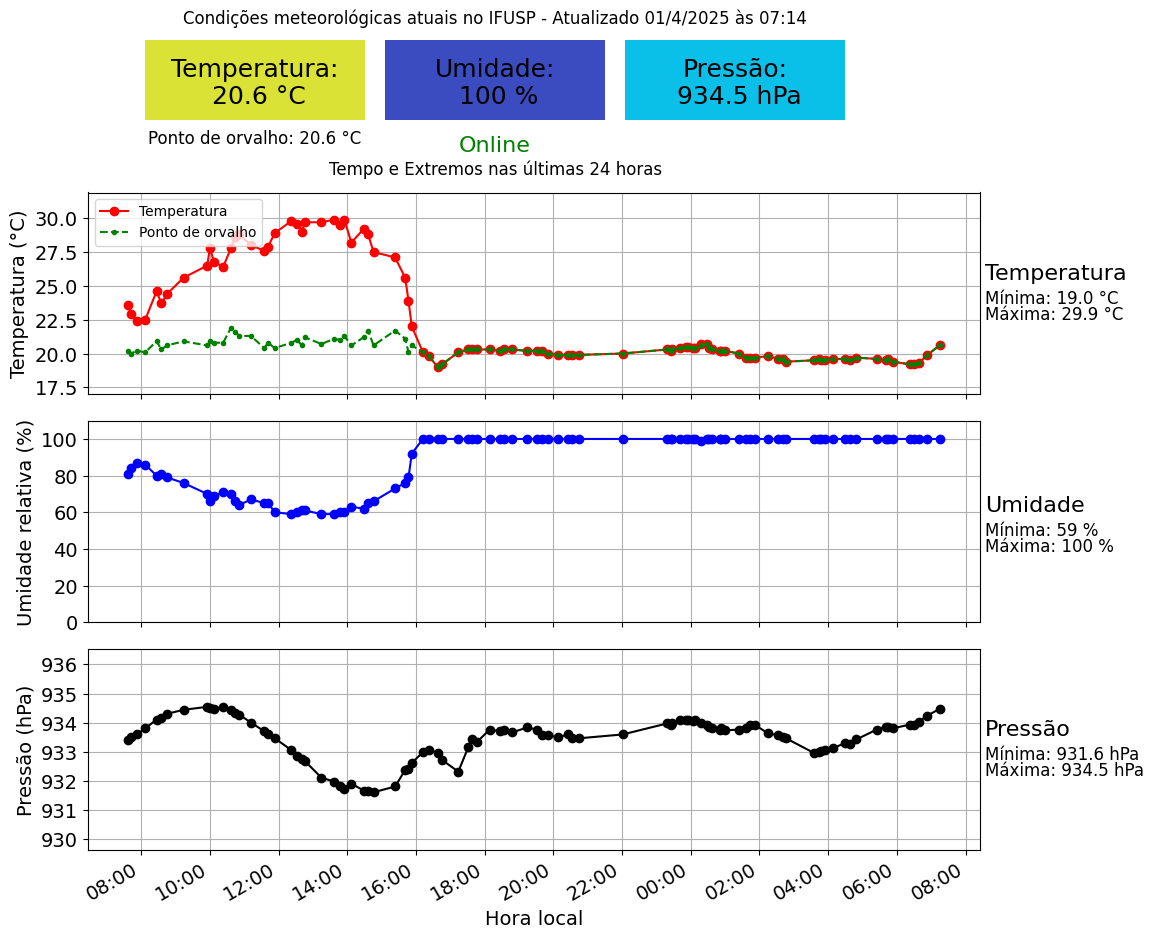 Condições meteorológicas atuais no IFUSP - Atualizado 01/4/2025 às 07:14
Temperatura:
20.6 °C
Umidade:
100 %
Pressão:
934.5 hPa
Ponto de orvalho: 20.6 °C
Online
Tempo e Extremos nas últimas 24 horas
Temperatura (°C)
30.0
27.5
25.0
22.5
20.0
17.5
Temperatura
Ponto de orvalho
Temperatura
Mínima: 19.0 °C
Máxima: 29.9 °C
Umidade relativa (%)
100
80
60
40
20
0
Umidade
Mínima: 59 %
Máxima: 100 %
Pressão (hPa)
936
935
934
933
932
931
930
Pressão
Mínima: 931.6 hPa
Máxima: 934.5 hPa
08:00 10:00 12:00 14:00 16:00 18:00 20:00 22:00 00:00 02:00 04:00 06:00 08:00
Hora local